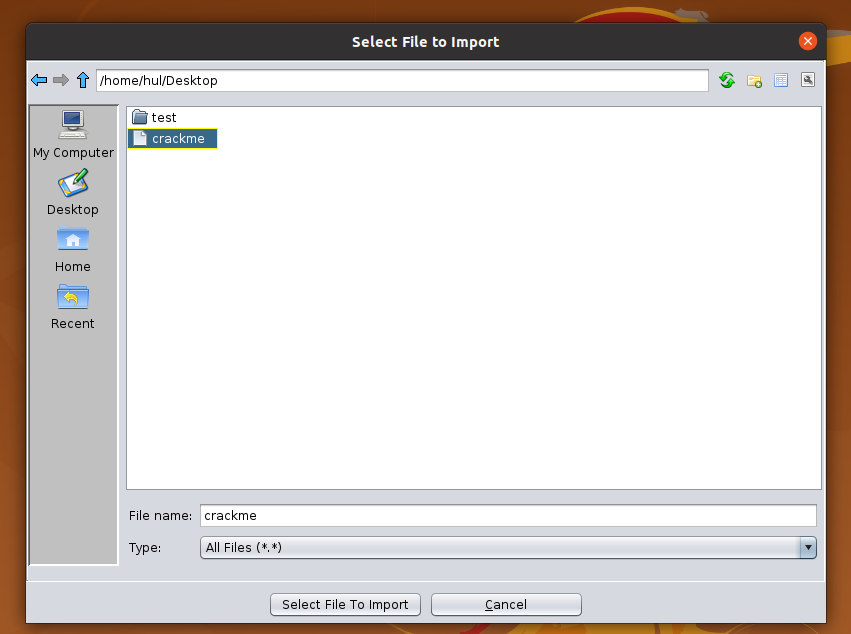 Select File to Import
/home/hul/Desktop
My Computer
Desktop
Home
Recent
test
crackme
File name: crackme
Type: All Files (*.*)
Select File To Import Cancel